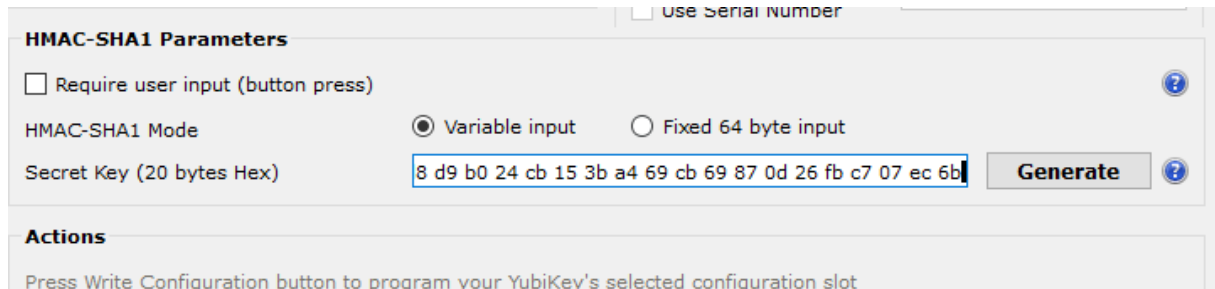 Use Serial Number
HMAC-SHA1 Parameters
Require user input (button press)
?
HMAC-SHA1 Mode Variable input Fixed 64 byte input
Secret Key (20 bytes Hex) 8 d9 b0 24 cb 15 3b a4 69 cb 69 87 0d 26 fb c7 07 ec 6b Generate ?
Actions
Press Write Configuration button to program your YubiKey's selected configuration slot